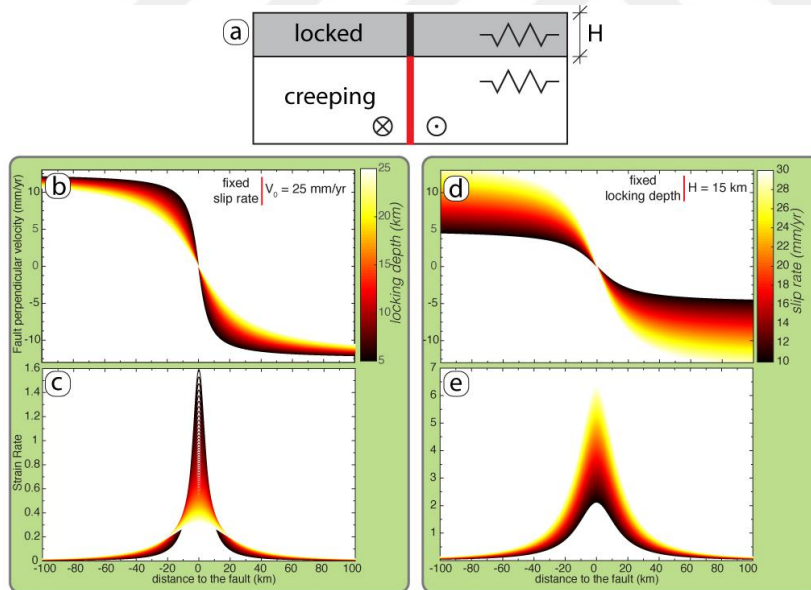 a
locked
H
creeping
b
fixed slip rate
V₀ = 25 mm/yr
Fault perpendicular velocity (mm/yr)
10
5
0
-5
-10
locking depth (km)
25
20
15
10
5
c
Strain Rate
1.6
1.4
1.2
1
0.8
0.6
0.4
0.2
0
-100 -80 -60 -40 -20 0 20 40 60 80 100
distance to the fault (km)
d
fixed locking depth
H = 15 km
10
5
0
-5
-10
slip rate (mm/yr)
30
28
26
24
22
20
18
16
14
12
10
e
7
6
5
4
3
2
1
-100 -80 -60 -40 -20 0 20 40 60 80 100
distance to the fault (km)